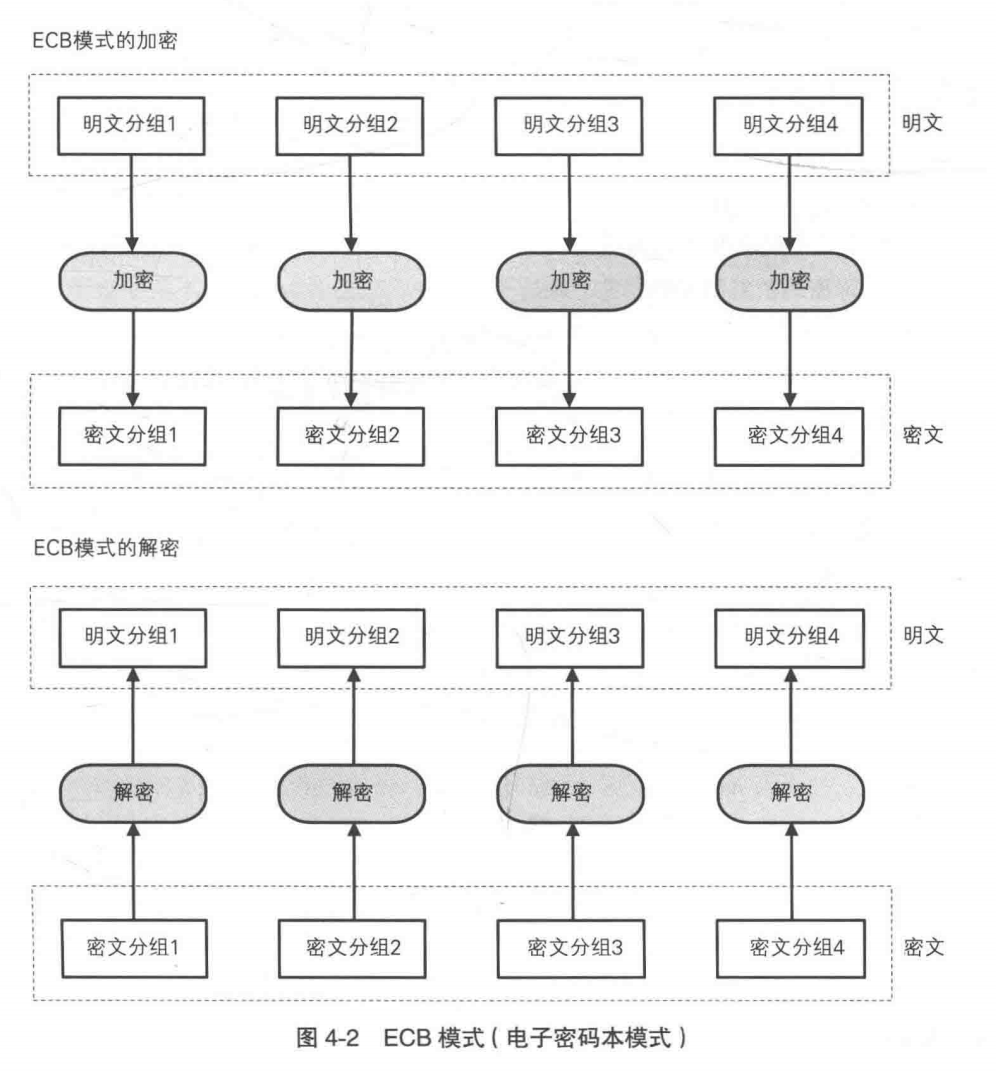 ECB模式的加密
明文分组1 明文分组2 明文分组3 明文分组4 明文
加密 加密 加密 加密
密文分组1 密文分组2 密文分组3 密文分组4 密文
ECB模式的解密
明文分组1 明文分组2 明文分组3 明文分组4 明文
解密 解密 解密 解密
密文分组1 密文分组2 密文分组3 密文分组4 密文
图 4-2 ECB 模式（电子密码本模式）